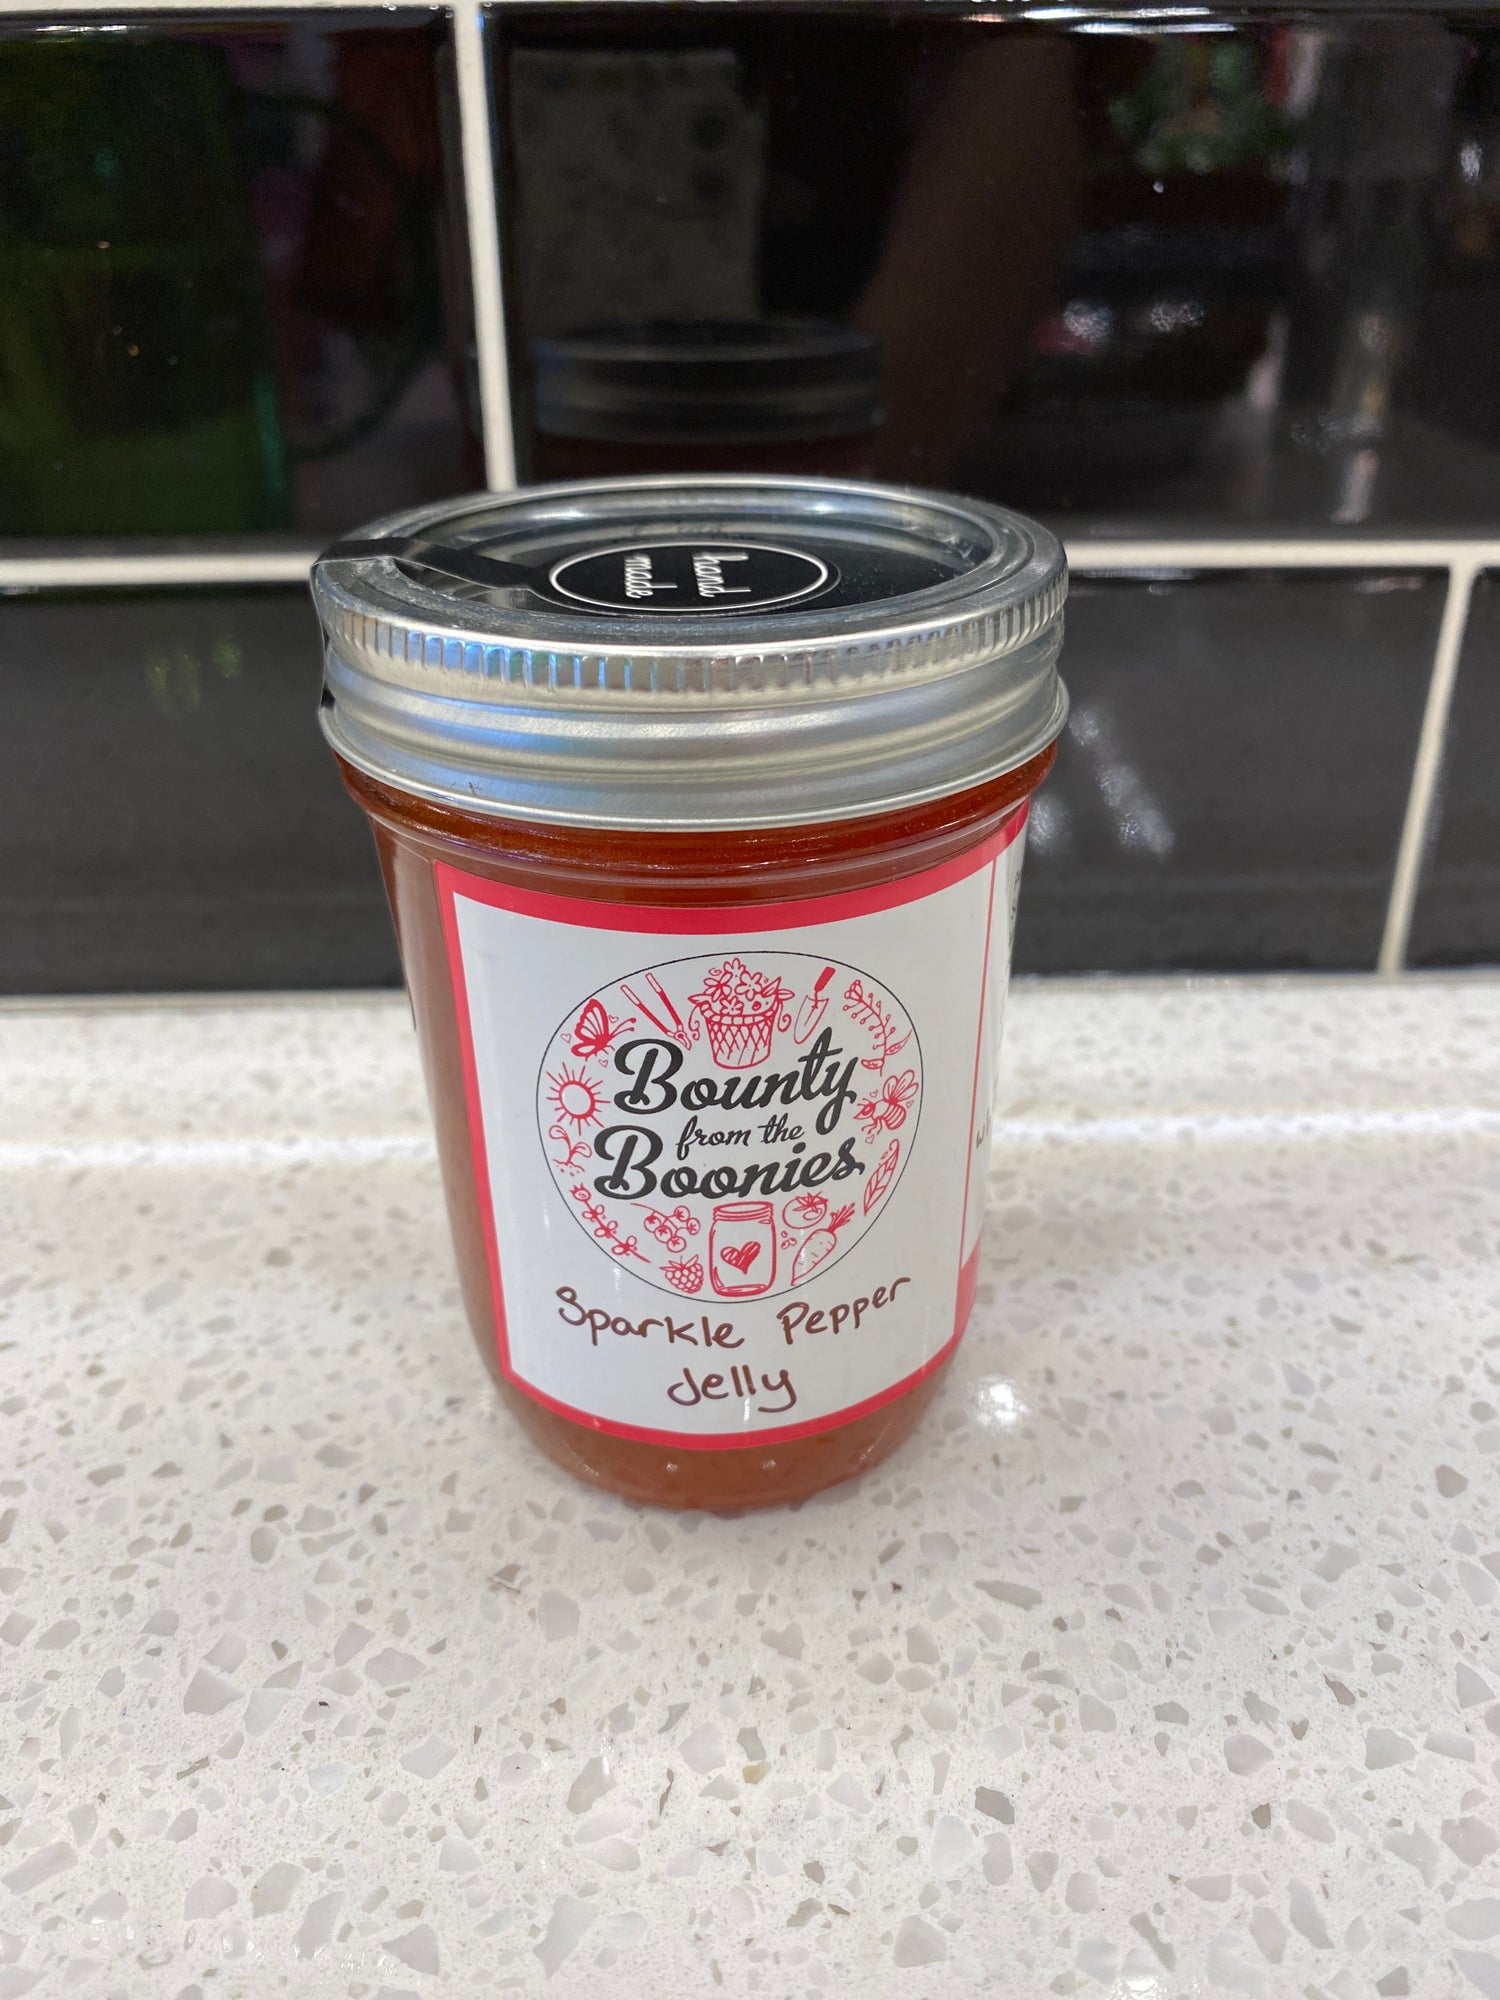 hand
made
Bounty
from the
Boonies
Sparkle Pepper
Jelly